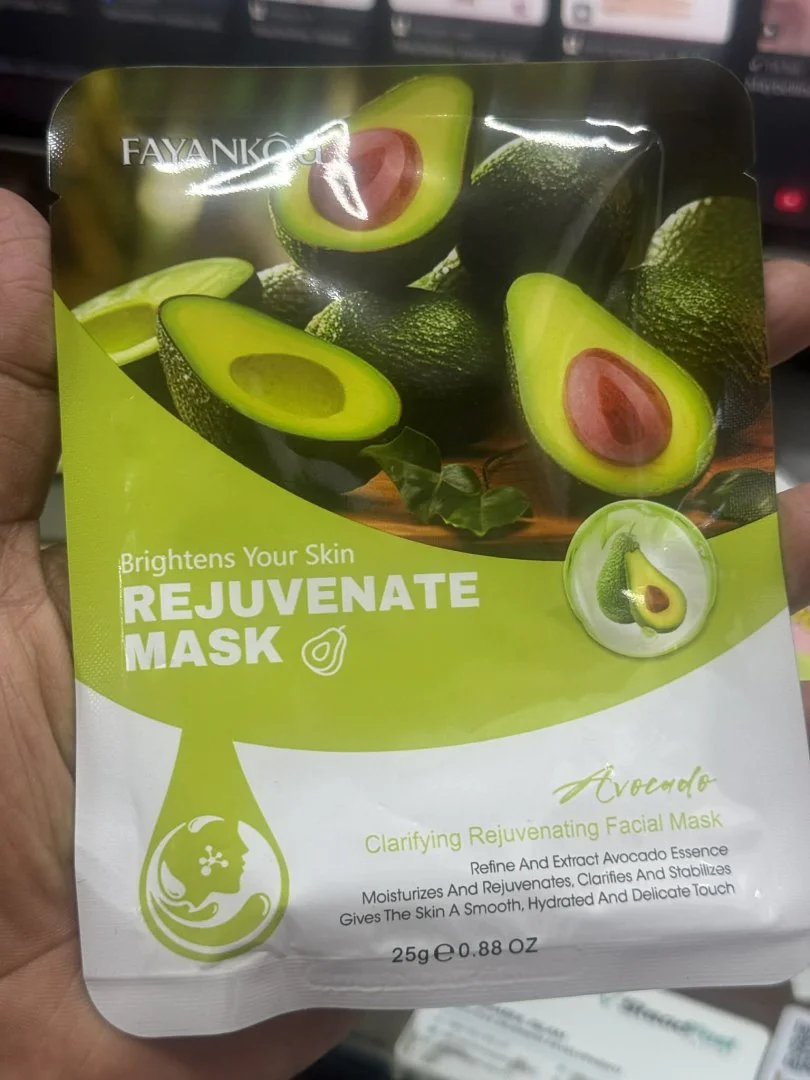 FAYANKÔU
Brightens Your Skin
REJUVENATE
MASK
Avocado
Clarifying Rejuvenating Facial Mask
Refine And Extract Avocado Essence
Moisturizes And Rejuvenates, Clarifies And Stabilizes
Gives The Skin A Smooth, Hydrated And Delicate Touch
25g℮0.88 OZ